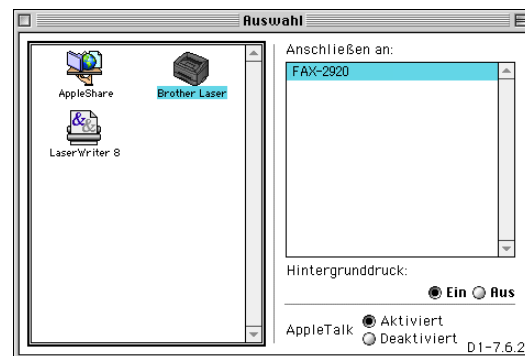 Auswahl
AppleShare
Brother Laser
LaserWriter 8
Anschließen an:
FAX-2920
Hintergrunddruck:
Ein Aus
AppleTalk
Aktiviert
Deaktiviert
D1-7.6.2